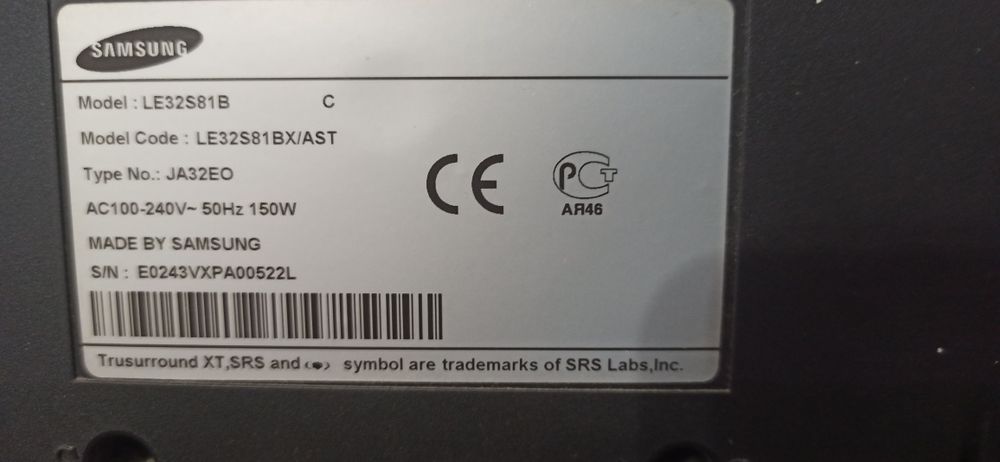 SAMSUNG
Model : LE32S81B C
Model Code : LE32S81BX/AST
Type No.: JA32EO
AC100-240V~ 50Hz 150W
MADE BY SAMSUNG
S/N : E0243VXPA00522L
CE
РСТ
АЯ46
Trusurround XT,SRS and (●) symbol are trademarks of SRS Labs,Inc.